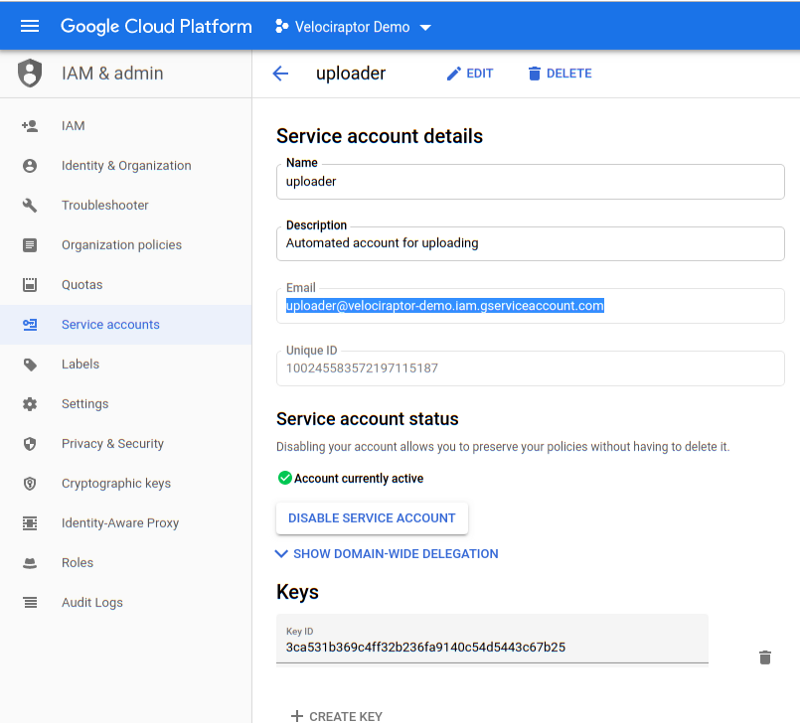 Google Cloud Platform
Velociraptor Demo
IAM & admin
uploader
EDIT
DELETE
IAM
Identity & Organization
Troubleshooter
Organization policies
Quotas
Service accounts
Labels
Settings
Privacy & Security
Cryptographic keys
Identity-Aware Proxy
Roles
Audit Logs
Service account details
Name
uploader
Description
Automated account for uploading
Email
uploader@velociraptor-demo.iam.gserviceaccount.com
Unique ID
100245583572197115187
Service account status
Disabling your account allows you to preserve your policies without having to delete it.
Account currently active
DISABLE SERVICE ACCOUNT
SHOW DOMAIN-WIDE DELEGATION
Keys
Key ID
3ca531b369c4ff32b236fa9140c54d5443c67b25
CREATE KEY